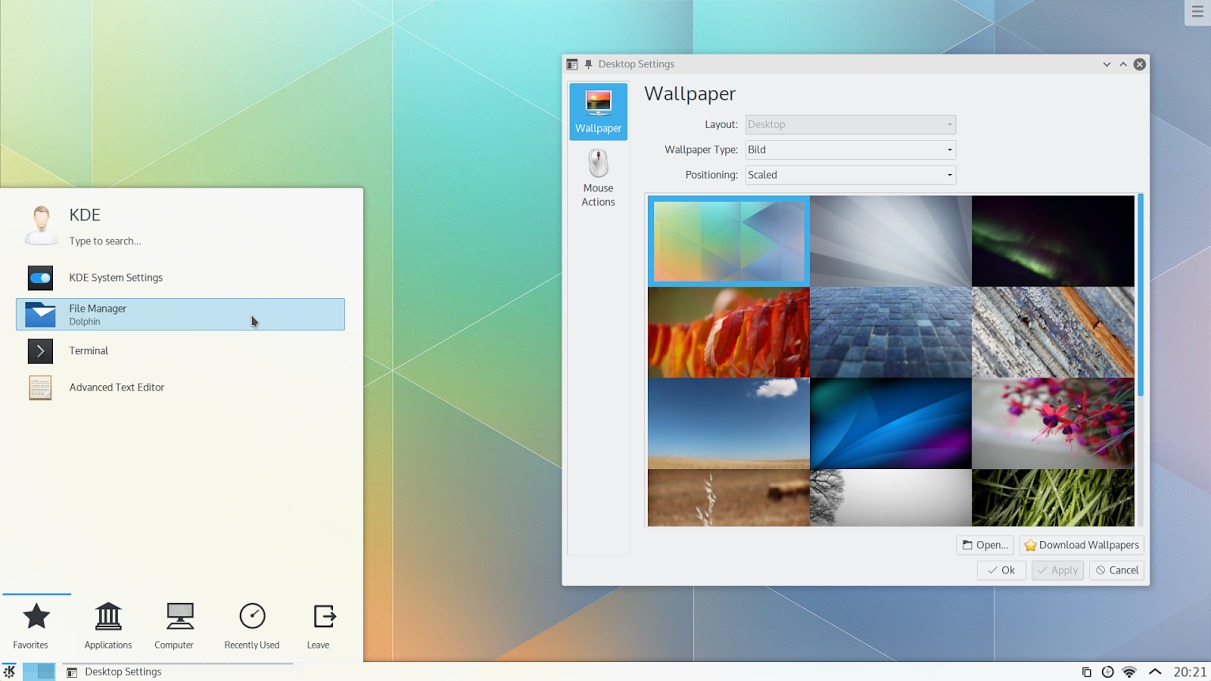 Desktop Settings
Wallpaper
Wallpaper
Layout:
Desktop
Wallpaper Type:
Bild
Positioning:
Scaled
Mouse
Actions
Open...
Download Wallpapers
Ok
Apply
Cancel
KDE
Type to search...
KDE System Settings
File Manager
Dolphin
Terminal
Advanced Text Editor
Favorites
Applications
Computer
Recently Used
Leave
Desktop Settings
20:21